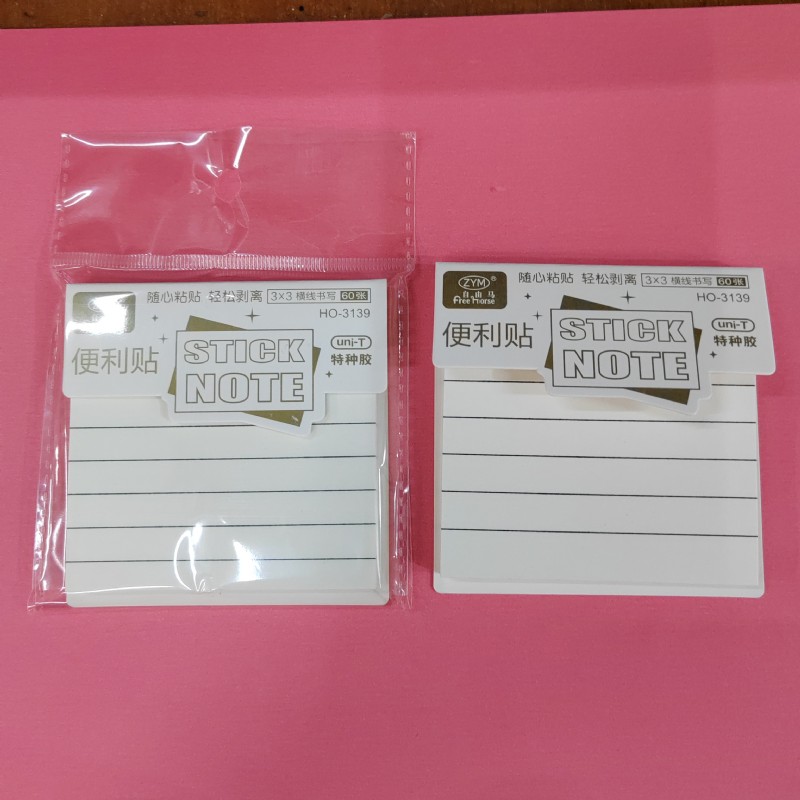 随心粘贴 轻松剥离 3×3 横线书写 60张
HO-3139
便利贴
STICK
NOTE
uni-T
特种胶
ZYM®
自由马
Free Horse
随心粘贴 轻松剥离 3×3 横线书写 60张
HO-3139
便利贴
STICK
NOTE
uni-T
特种胶